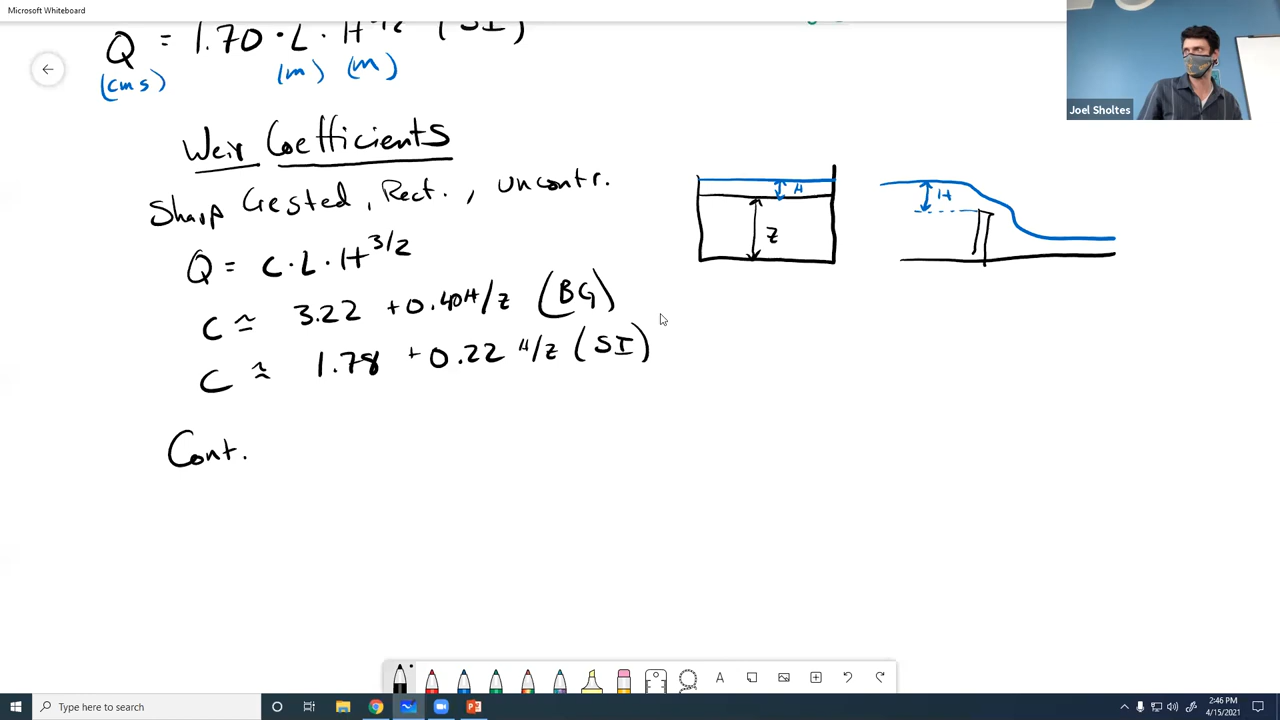 Microsoft Whiteboard
Q = 1.70 · L · H (SI)
(cms) (m) (m)
Joel Sholtes
Weir Coefficients
Sharp Crested, Rect., uncontr.
H
Z
H
Q = C · L · H^3/2
C ≃ 3.22 + 0.40 H/Z (BG)
C ≈ 1.78 + 0.22 H/Z (SI)
Cont.
A
Type here to search
2:46 PM
4/15/2021